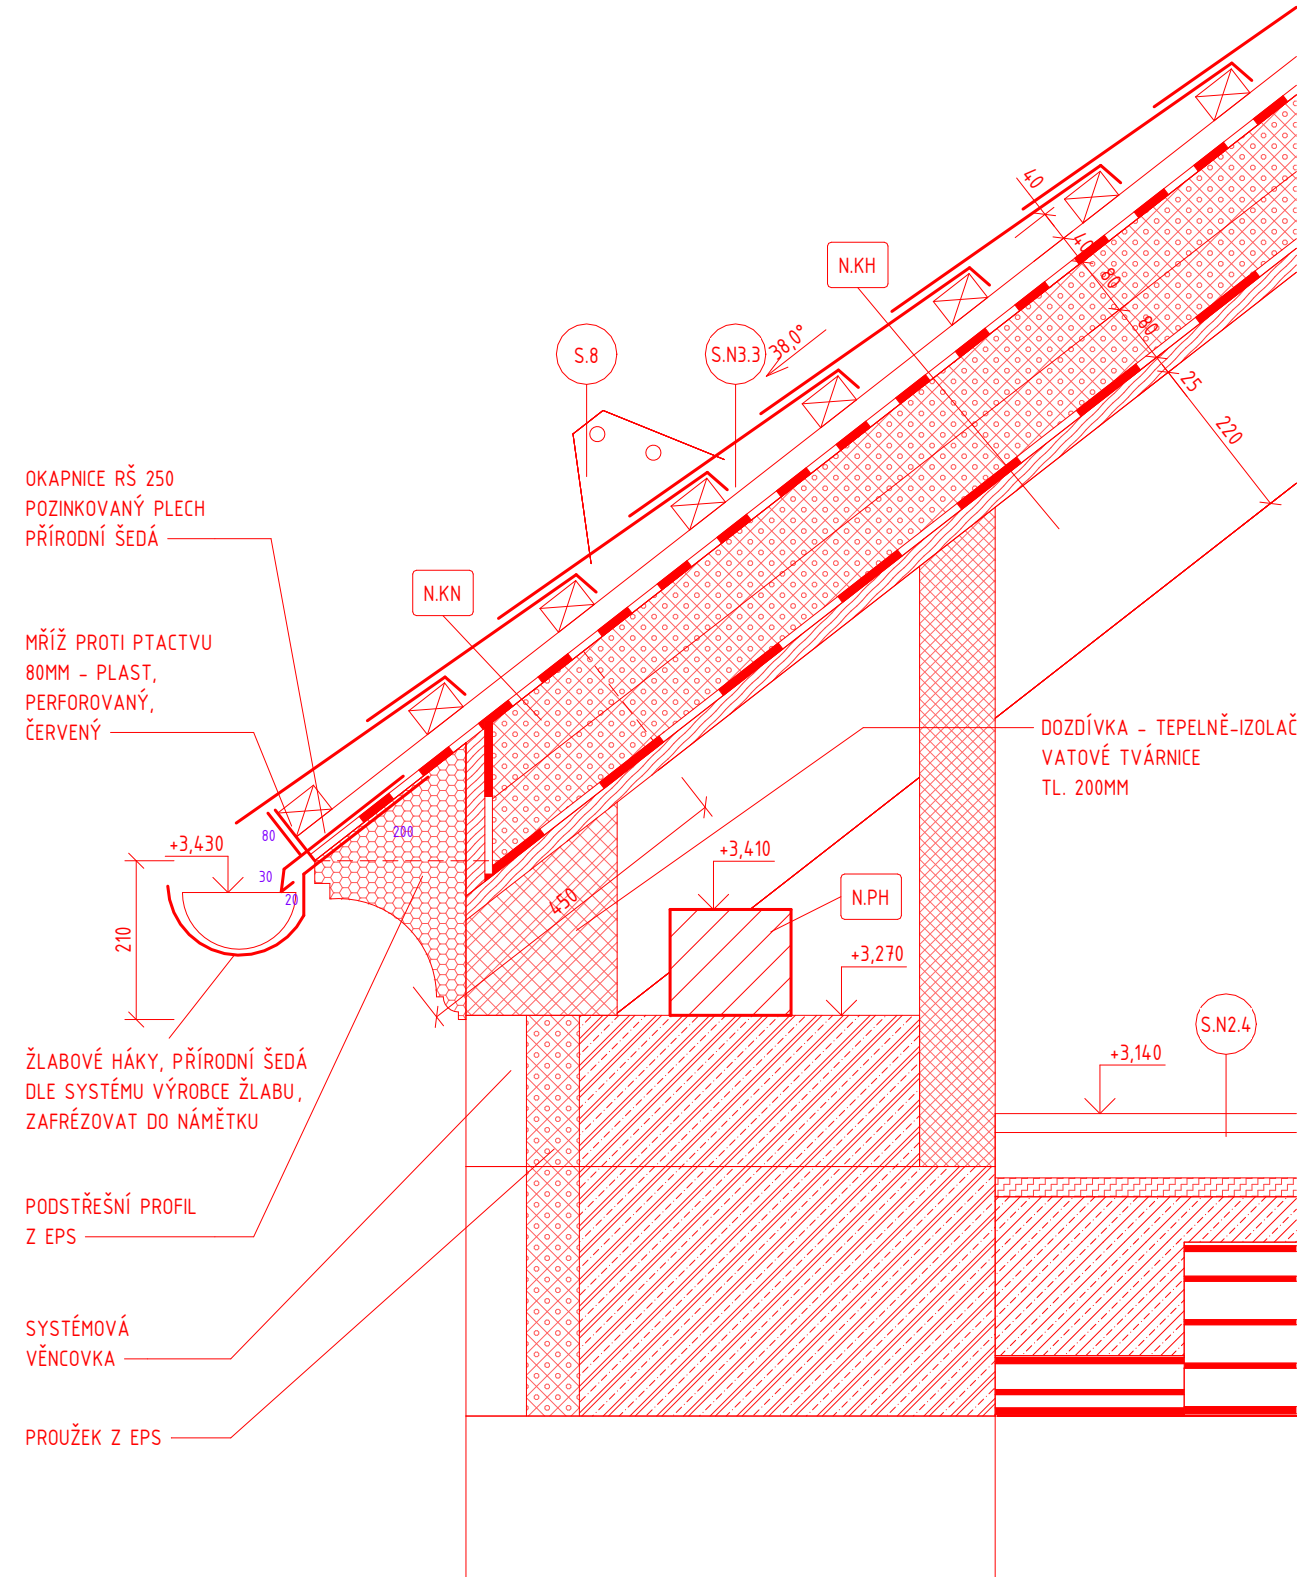 40
40
80
80
25
220
N.KH
S.8
S.N3.3
38,0°
OKAPNICE RŠ 250
POZINKOVANÝ PLECH
PŘÍRODNÍ ŠEDÁ
N.KN
MŘÍŽ PROTI PTACTVU
80MM - PLAST,
PERFOROVANÝ,
ČERVENÝ
DOZDÍVKA - TEPELNĚ-IZOLAČ
VATOVÉ TVÁRNICE
TL. 200MM
80
200
+3,430
30
20
+3,410
N.PH
450
210
+3,270
S.N2.4
+3,140
ŽLABOVÉ HÁKY, PŘÍRODNÍ ŠEDÁ
DLE SYSTÉMU VÝROBCE ŽLABU,
ZAFRÉZOVAT DO NÁMĚTKU
PODSTŘEŠNÍ PROFIL
Z EPS
SYSTÉMOVÁ
VĚNCOVKA
PROUŽEK Z EPS